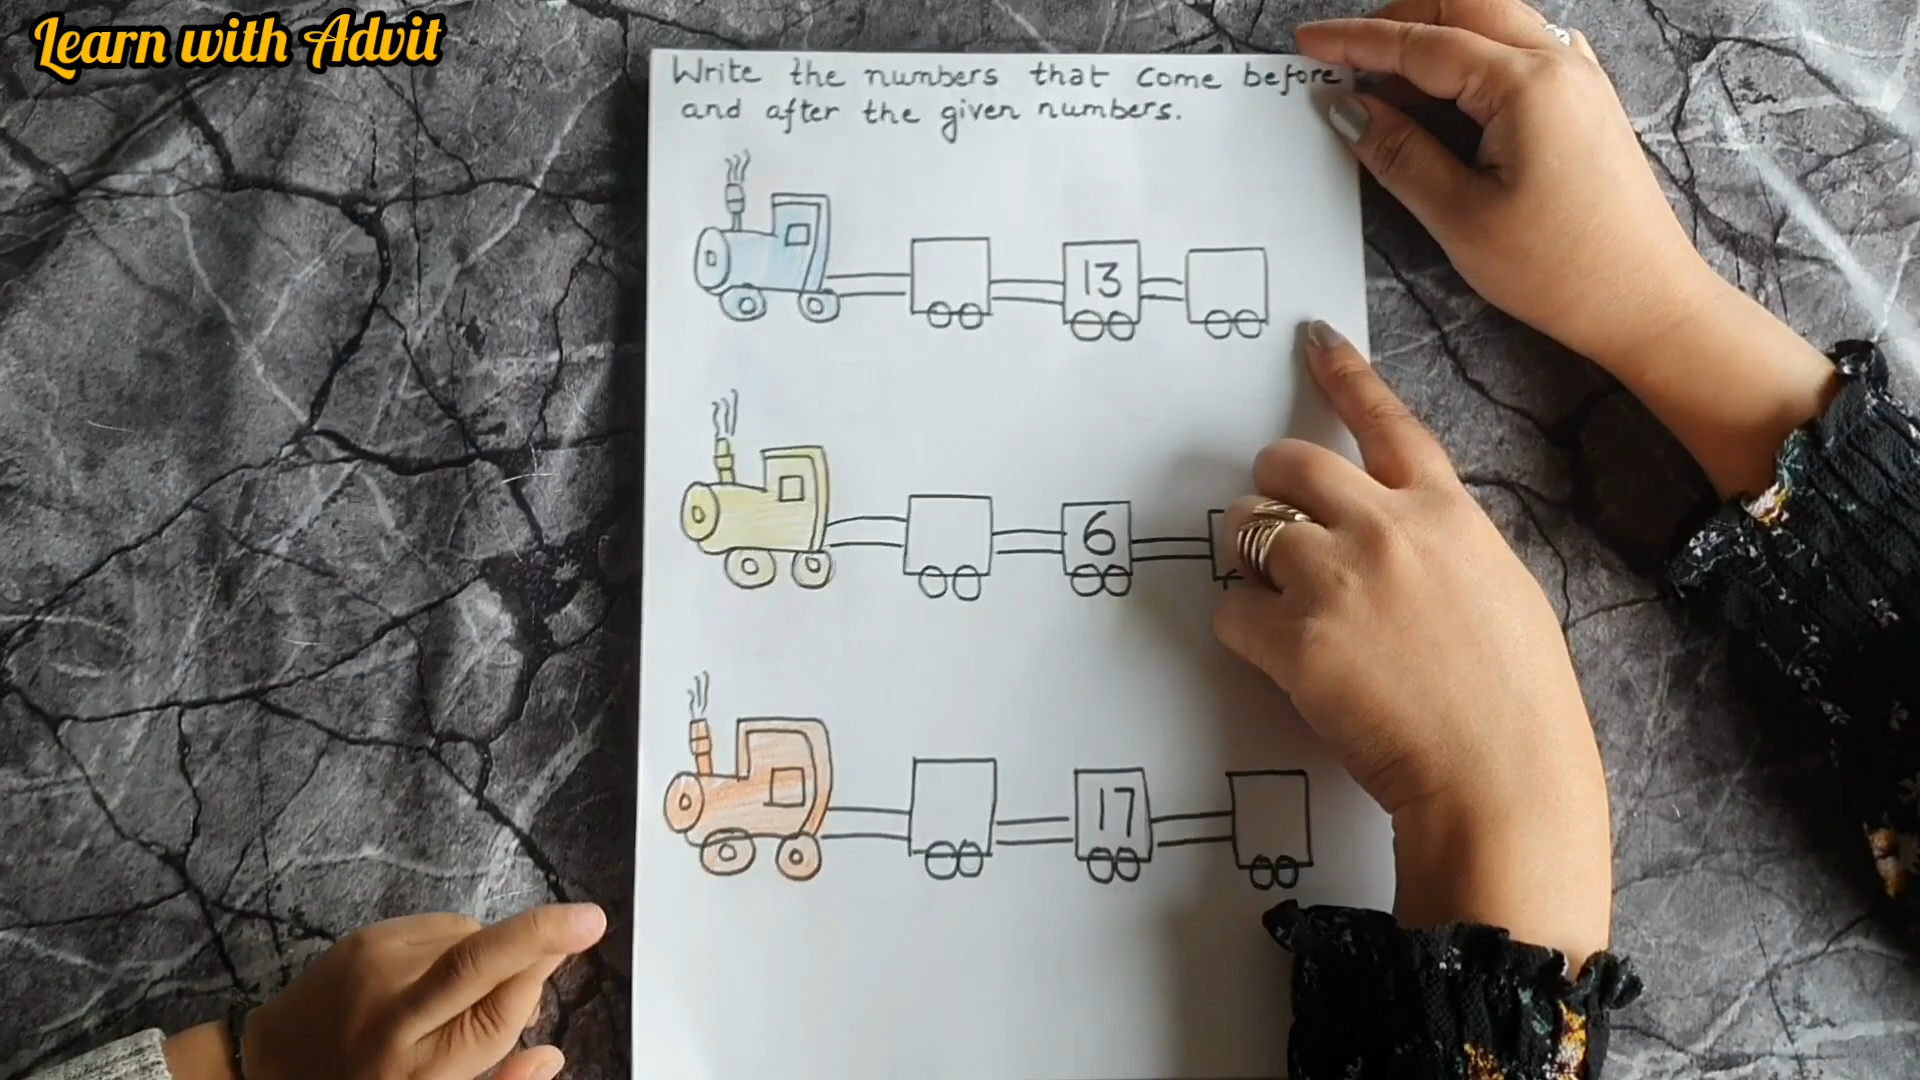 Learn with Advit
Write the numbers that come before
and after the given numbers.
13
6
17